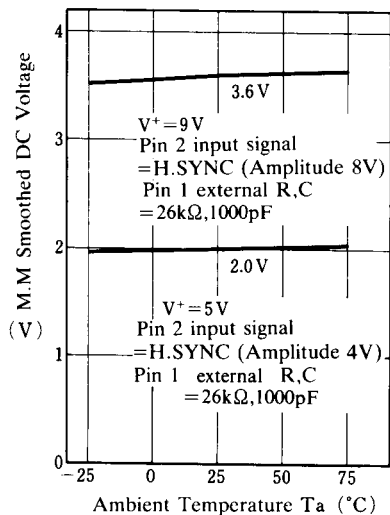 M.M Smoothed DC Voltage
(V)
4
3
2
1
0
3.6 V
V⁺=9V
Pin 2 input signal
=H.SYNC (Amplitude 8V)
Pin 1 external R,C
=26kΩ,1000pF
2.0 V
V⁺=5V
Pin 2 input signal
=H.SYNC (Amplitude 4V)
Pin 1 external R,C
=26kΩ,1000pF
-25 0 25 50 75
Ambient Temperature Ta (°C)